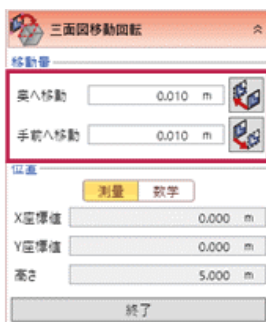 三面図移動回転
移動量
奥へ移動 0.010 m
手前へ移動 0.010 m
位置
測量 数学
X座標値 0.000 m
Y座標値 0.000 m
高さ 5.000 m
終了